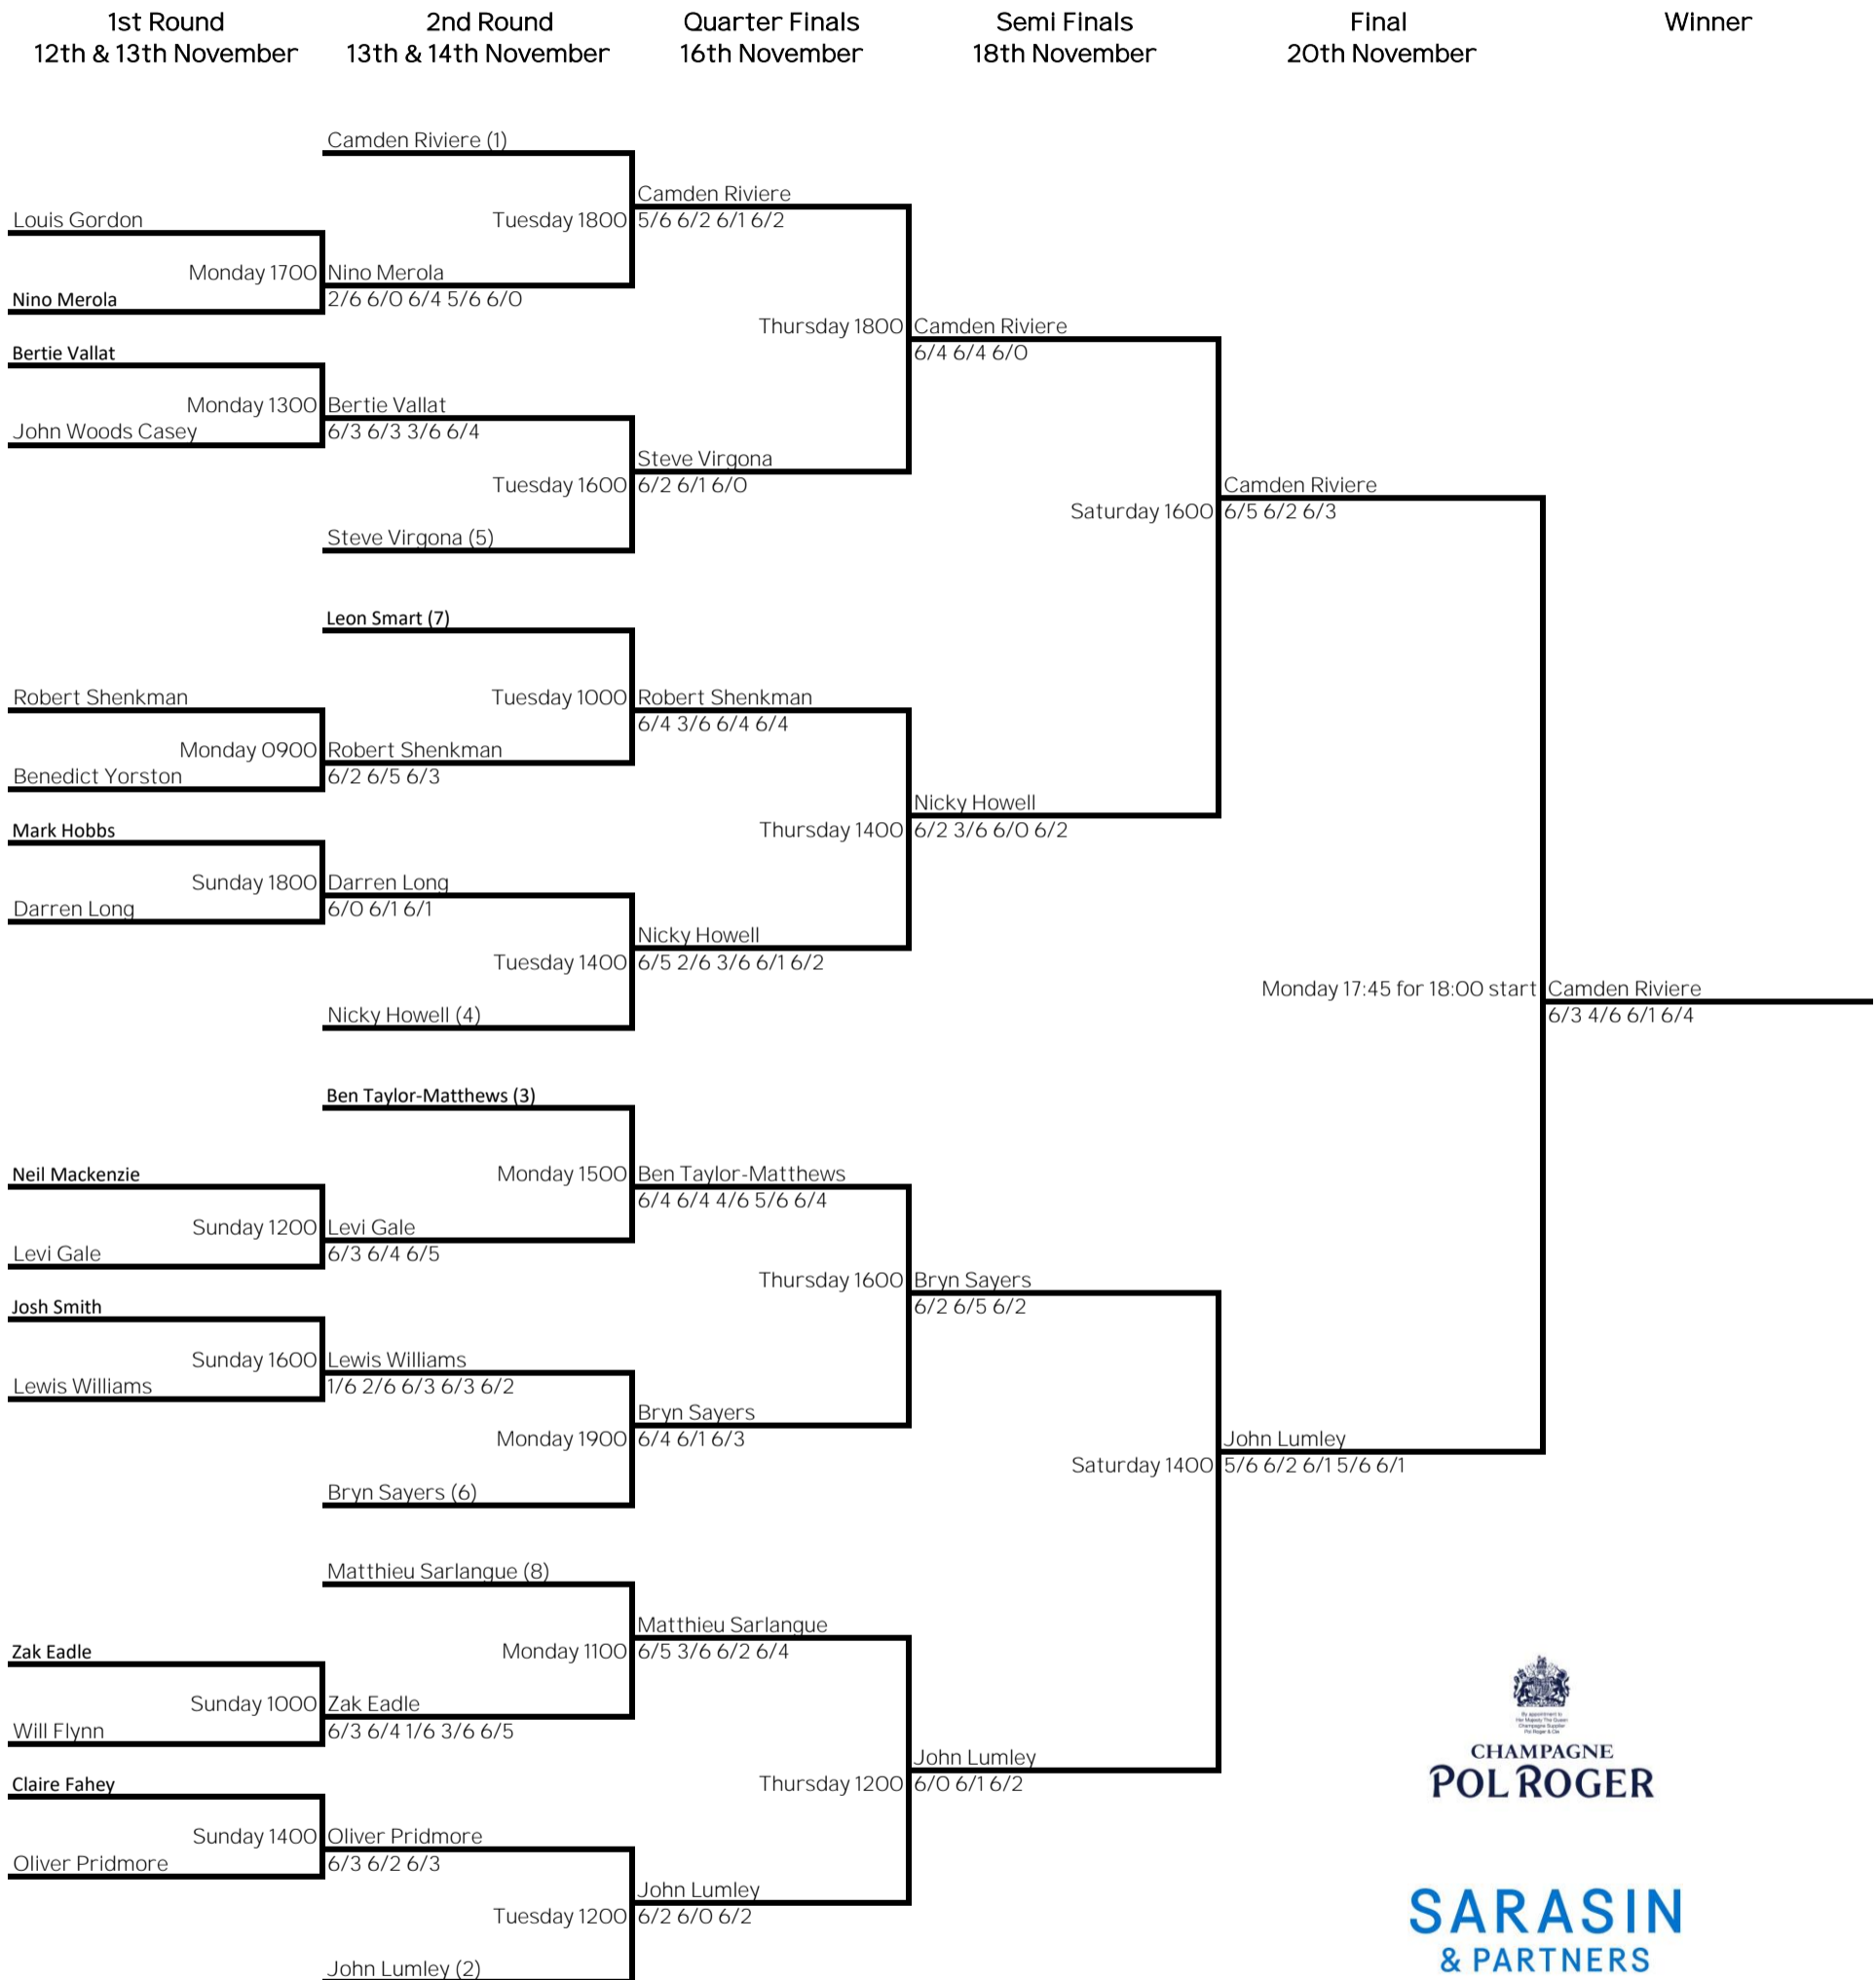 1st Round
12th & 13th November
2nd Round
13th & 14th November
Quarter Finals
16th November
Semi Finals
18th November
Final
20th November
Winner
Camden Riviere (1)
Camden Riviere
Tuesday 1800
5/6 6/2 6/1 6/2
Louis Gordon
Monday 1700
Nino Merola
Nino Merola
2/6 6/0 6/4 5/6 6/0
Thursday 1800
Camden Riviere
6/4 6/4 6/0
Bertie Vallat
Monday 1300
Bertie Vallat
John Woods Casey
6/3 6/3 3/6 6/4
Steve Virgona
Tuesday 1600
6/2 6/1 6/0
Camden Riviere
Saturday 1600
6/5 6/2 6/3
Steve Virgona (5)
Leon Smart (7)
Robert Shenkman
Tuesday 1000
Robert Shenkman
6/4 3/6 6/4 6/4
Monday 0900
Robert Shenkman
Benedict Yorston
6/2 6/5 6/3
Nicky Howell
Thursday 1400
6/2 3/6 6/0 6/2
Mark Hobbs
Sunday 1800
Darren Long
Darren Long
6/0 6/1 6/1
Nicky Howell
Tuesday 1400
6/5 2/6 3/6 6/1 6/2
Monday 17:45 for 18:00 start
Camden Riviere
6/3 4/6 6/1 6/4
Nicky Howell (4)
Ben Taylor-Matthews (3)
Neil Mackenzie
Monday 1500
Ben Taylor-Matthews
6/4 6/4 4/6 5/6 6/4
Sunday 1200
Levi Gale
Levi Gale
6/3 6/4 6/5
Thursday 1600
Bryn Sayers
6/2 6/5 6/2
Josh Smith
Sunday 1600
Lewis Williams
Lewis Williams
1/6 2/6 6/3 6/3 6/2
Bryn Sayers
Monday 1900
6/4 6/1 6/3
John Lumley
Saturday 1400
5/6 6/2 6/1 5/6 6/1
Bryn Sayers (6)
Matthieu Sarlangue (8)
Matthieu Sarlangue
Monday 1100
6/5 3/6 6/2 6/4
Zak Eadle
Sunday 1000
Zak Eadle
Will Flynn
6/3 6/4 1/6 3/6 6/5
John Lumley
Thursday 1200
6/0 6/1 6/2
Claire Fahey
Sunday 1400
Oliver Pridmore
Oliver Pridmore
6/3 6/2 6/3
John Lumley
Tuesday 1200
6/2 6/0 6/2
John Lumley (2)
By appointment to
Her Majesty The Queen
Champagne Supplier
Pol Roger & Cie
CHAMPAGNE
POL ROGER
SARASIN
& PARTNERS